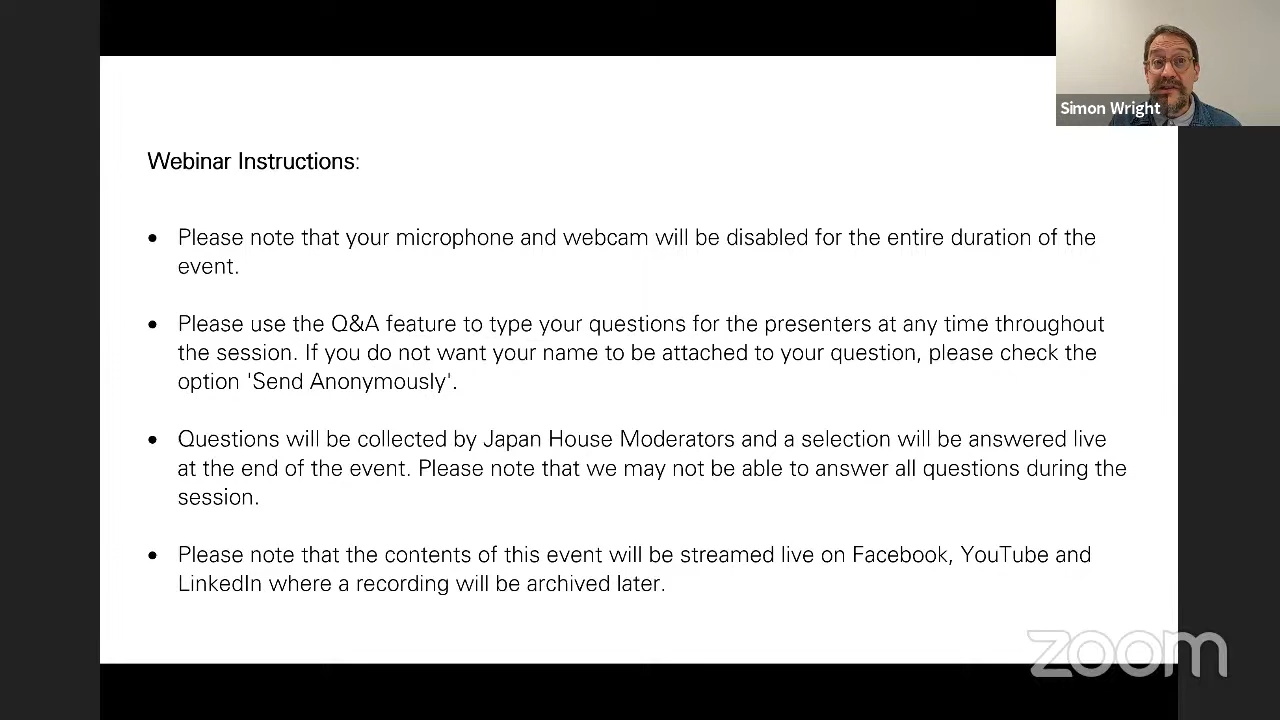 Simon Wright
Webinar Instructions:
• Please note that your microphone and webcam will be disabled for the entire duration of the
event.
• Please use the Q&A feature to type your questions for the presenters at any time throughout
the session. If you do not want your name to be attached to your question, please check the
option 'Send Anonymously'.
• Questions will be collected by Japan House Moderators and a selection will be answered live
at the end of the event. Please note that we may not be able to answer all questions during the
session.
• Please note that the contents of this event will be streamed live on Facebook, YouTube and
LinkedIn where a recording will be archived later.
zoom